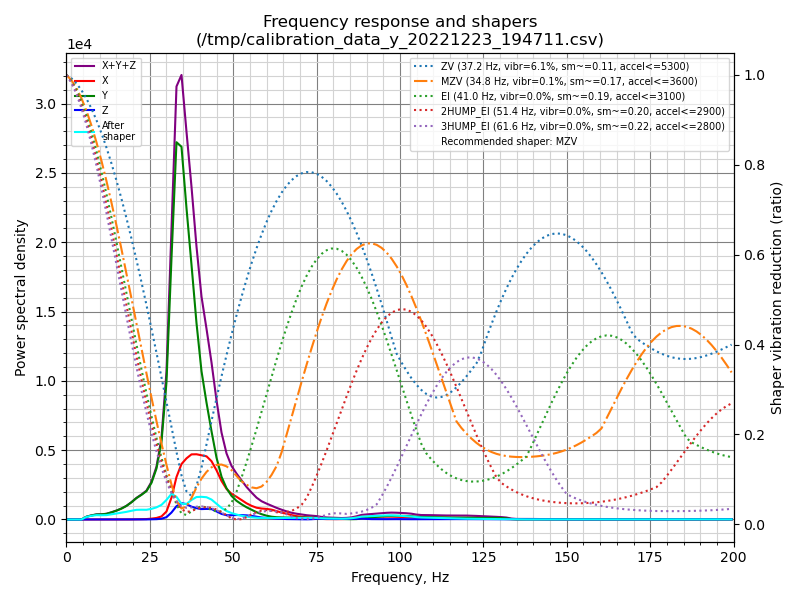 Frequency response and shapers
(/tmp/calibration_data_y_20221223_194711.csv)
1e4
X+Y+Z
X
Y
Z
After
shaper
ZV (37.2 Hz, vibr=6.1%, sm~=0.11, accel<=5300)
MZV (34.8 Hz, vibr=0.1%, sm~=0.17, accel<=3600)
EI (41.0 Hz, vibr=0.0%, sm~=0.19, accel<=3100)
2HUMP_EI (51.4 Hz, vibr=0.0%, sm~=0.20, accel<=2900)
3HUMP_EI (61.6 Hz, vibr=0.0%, sm~=0.22, accel<=2800)
Recommended shaper: MZV
Power spectral density
3.0
2.5
2.0
1.5
1.0
0.5
0.0
1.0
0.8
0.6
0.4
0.2
0.0
Shaper vibration reduction (ratio)
0 25 50 75 100 125 150 175 200
Frequency, Hz